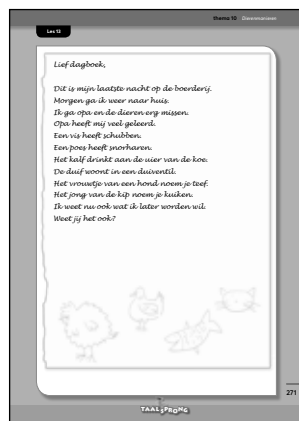 thema 10 Dierenmanieren
Les 13
Lief dagboek,
Dit is mijn laatste nacht op de boerderij.
Morgen ga ik weer naar huis.
Ik ga opa en de dieren erg missen.
Opa heeft mij veel geleerd.
Een vis heeft schubben.
Een poes heeft snorharen.
Het kalf drinkt aan de uier van de koe.
De duif woont in een duiventil.
Het vrouwtje van een hond noem je teef.
Het jong van de kip noem je kuiken.
Ik weet nu ook wat ik later worden wil.
Weet jij het ook?
271
TAALSPRONG